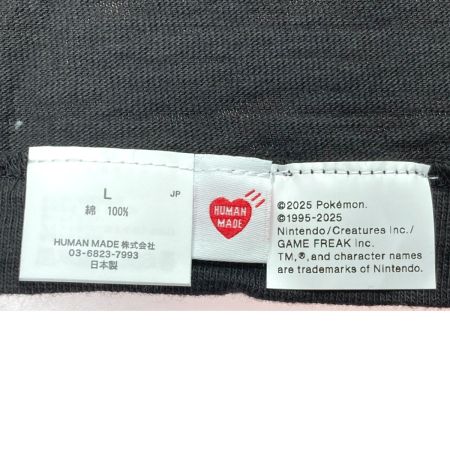 L
JP
綿 100%
HUMAN MADE 株式会社
03-6823-7993
日本製
HUMAN
MADE
©2025 Pokémon.
©1995-2025
Nintendo/Creatures Inc./
GAME FREAK Inc.
TM,®,and character names
are trademarks of Nintendo.